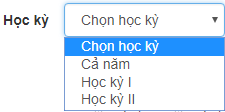 Học kỳ Chọn học kỳ
Chọn học kỳ
Cả năm
Học kỳ I
Học kỳ II